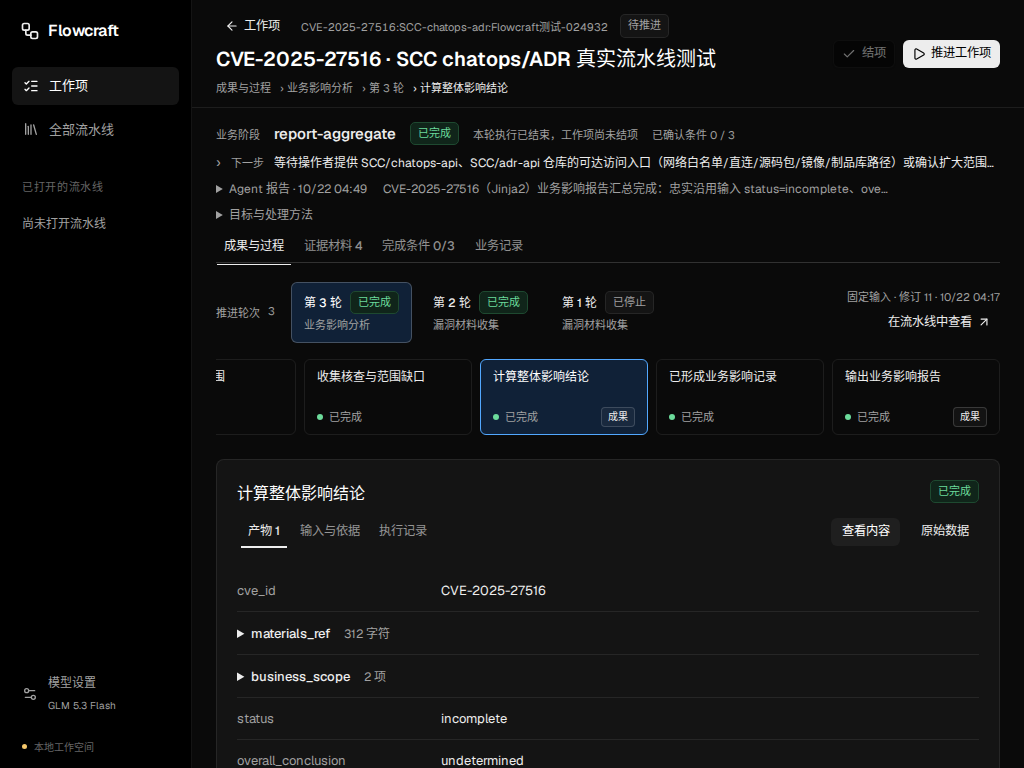 Flowcraft
工作项
全部流水线
已打开的流水线
尚未打开流水线
模型设置
GLM 5.3 Flash
本地工作空间
工作项 CVE-2025-27516:SCC-chatops-adr:Flowcraft测试-024932 待推进
CVE-2025-27516 · SCC chatops/ADR 真实流水线测试
结项 推进工作项
成果与过程 › 业务影响分析 › 第 3 轮 › 计算整体影响结论
业务阶段 report-aggregate 已完成 本轮执行已结束，工作项尚未结项 已确认条件 0 / 3
› 下一步 等待操作者提供 SCC/chatops-api、SCC/adr-api 仓库的可达访问入口（网络白名单/直连/源码包/镜像/制品库路径）或确认扩大范围…
Agent 报告 · 10/22 04:49 CVE-2025-27516（Jinja2）业务影响报告汇总完成：忠实沿用输入 status=incomplete、ove…
目标与处理方法
成果与过程 证据材料 4 完成条件 0/3 业务记录
推进轮次 3
第 3 轮 已完成
业务影响分析
第 2 轮 已完成
漏洞材料收集
第 1 轮 已停止
漏洞材料收集
固定输入 · 修订 11 · 10/22 04:17
在流水线中查看
围
收集核查与范围缺口
已完成
计算整体影响结论
已完成 成果
已形成业务影响记录
已完成
输出业务影响报告
已完成 成果
计算整体影响结论 已完成
产物 1 输入与依据 执行记录 查看内容 原始数据
cve_id CVE-2025-27516
materials_ref 312 字符
business_scope 2 项
status incomplete
overall_conclusion undetermined